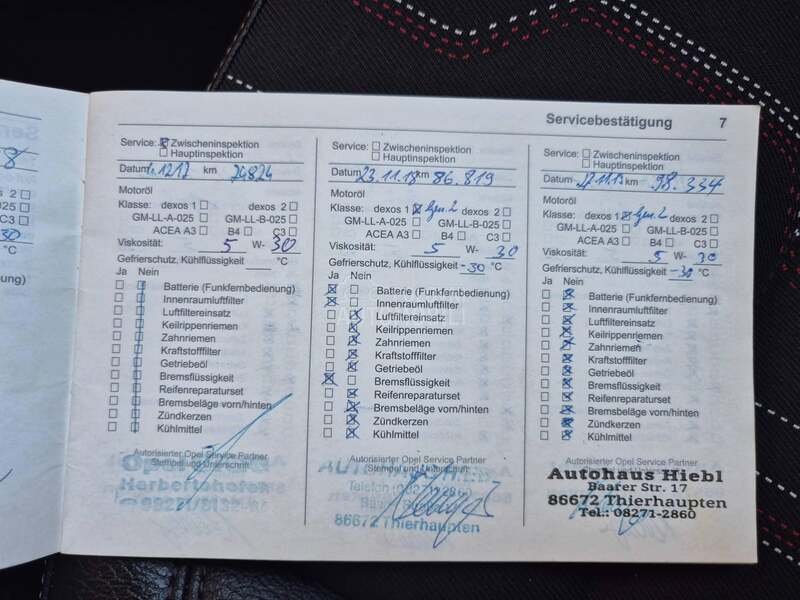 Servicebestätigung 7
Service: Zwischeninspektion
Hauptinspektion
Datum km 74824
Motoröl
Klasse: dexos 1 dexos 2
GM-LL-A-025 GM-LL-B-025
ACEA A3 B4 C3
Viskosität: 5 W- 30
Gefrierschutz, Kühlflüssigkeit °C
Ja Nein
Batterie (Funkfernbedienung)
Innenraumluftfilter
Luftfiltereinsatz
Keilrippenriemen
Zahnriemen
Kraftstofffilter
Getriebeöl
Bremsflüssigkeit
Reifenreparaturset
Bremsbeläge vorn/hinten
Zündkerzen
Kühlmittel
Autorisierter Opel Service Partner
Stempel und Unterschrift
Opel
Herbertshofen
Service: Zwischeninspektion
Hauptinspektion
Datum 23.11.18 km 86.819
Motoröl
Klasse: dexos 1 Gen.2 dexos 2
GM-LL-A-025 GM-LL-B-025
ACEA A3 B4 C3
Viskosität: 5 W- 30
Gefrierschutz, Kühlflüssigkeit -30 °C
Ja Nein
Batterie (Funkfernbedienung)
Innenraumluftfilter
Luftfiltereinsatz
Keilrippenriemen
Zahnriemen
Kraftstofffilter
Getriebeöl
Bremsflüssigkeit
Reifenreparaturset
Bremsbeläge vorn/hinten
Zündkerzen
Kühlmittel
Autorisierter Opel Service Partner
Stempel und Unterschrift
Telefon
86672 Thierhaupten
Service: Zwischeninspektion
Hauptinspektion
Datum km 98.334
Motoröl
Klasse: dexos 1 Gen.2 dexos 2
GM-LL-A-025 GM-LL-B-025
ACEA A3 B4 C3
Viskosität: 5 W- 30
Gefrierschutz, Kühlflüssigkeit -30 °C
Ja Nein
Batterie (Funkfernbedienung)
Innenraumluftfilter
Luftfiltereinsatz
Keilrippenriemen
Zahnriemen
Kraftstofffilter
Getriebeöl
Bremsflüssigkeit
Reifenreparaturset
Bremsbeläge vorn/hinten
Zündkerzen
Kühlmittel
Autorisierter Opel Service Partner
Autohaus Hiebl
Baarer Str. 17
86672 Thierhaupten
Tel.: 08271-2860